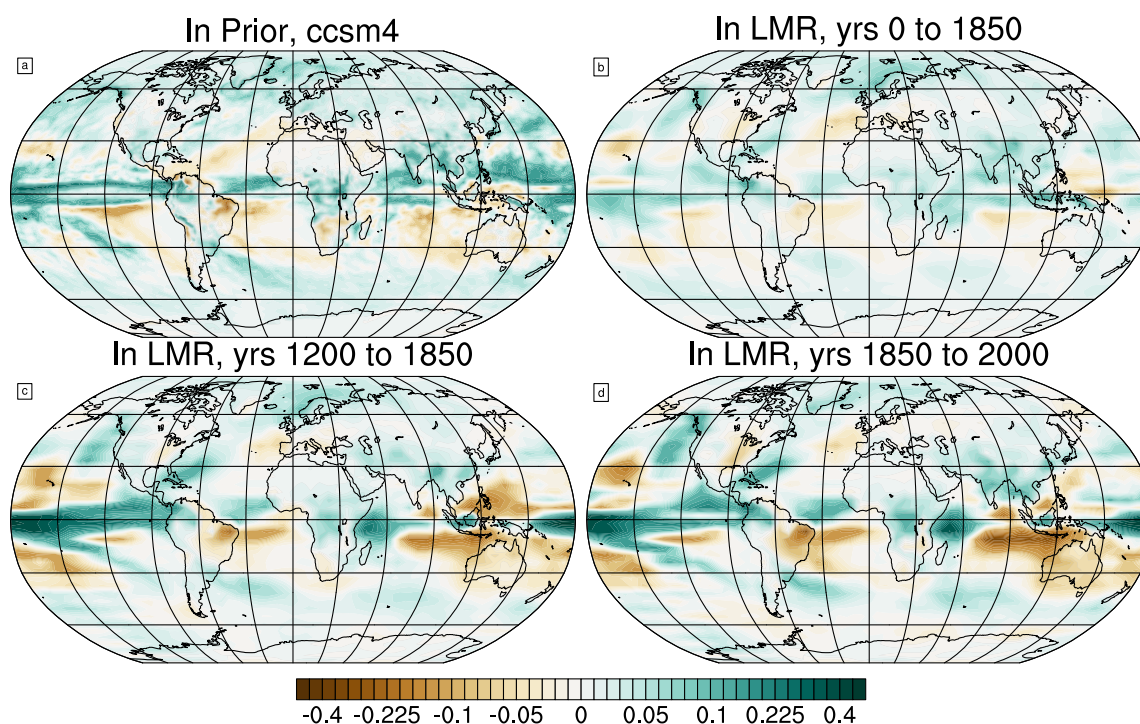 In Prior, ccsm4
In LMR, yrs 0 to 1850
a
b
In LMR, yrs 1200 to 1850
In LMR, yrs 1850 to 2000
c
d
-0.4 -0.225 -0.1 -0.05 0 0.05 0.1 0.225 0.4